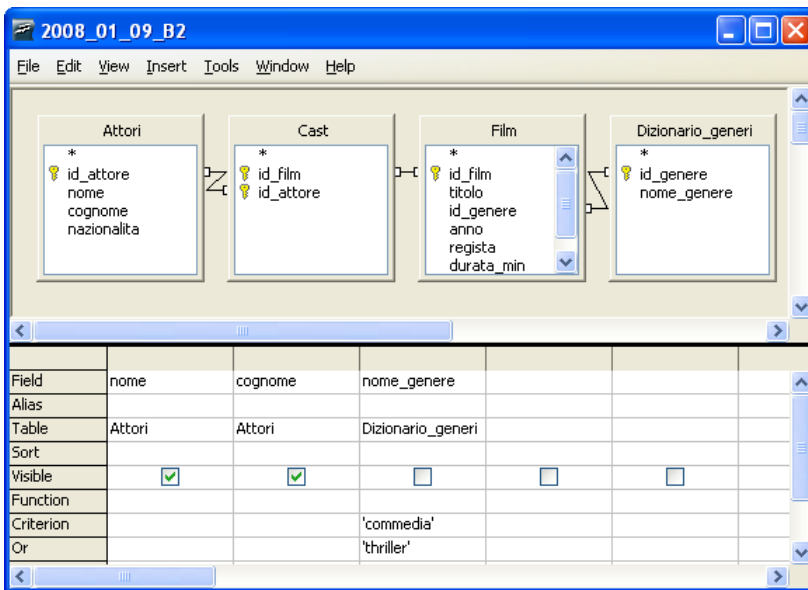 2008_01_09_B2
File Edit View Insert Tools Window Help
Attori
*
id_attore
nome
cognome
nazionalita
Cast
*
id_film
id_attore
Film
*
id_film
titolo
id_genere
anno
regista
durata_min
Dizionario_generi
*
id_genere
nome_genere
Field nome cognome nome_genere
Alias
Table Attori Attori Dizionario_generi
Sort
Visible
Function
Criterion 'commedia'
Or 'thriller'